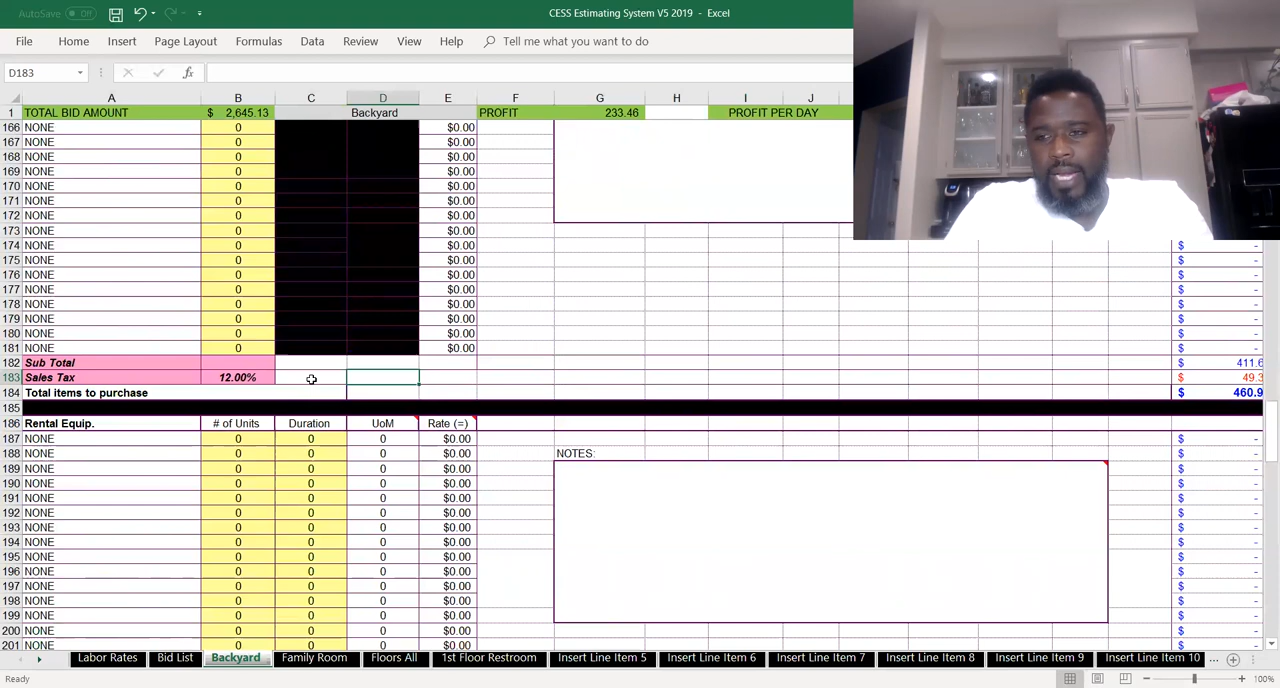 AutoSave Off
CESS Estimating System V5 2019 - Excel
File Home Insert Page Layout Formulas Data Review View Help Tell me what you want to do
D183 fx
A B C D E F G H I J
1 TOTAL BID AMOUNT $ 2,645.13 Backyard PROFIT 233.46 PROFIT PER DAY
166 NONE 0 $0.00
167 NONE 0 $0.00
168 NONE 0 $0.00
169 NONE 0 $0.00
170 NONE 0 $0.00
171 NONE 0 $0.00
172 NONE 0 $0.00
173 NONE 0 $0.00
174 NONE 0 $0.00 $ -
175 NONE 0 $0.00 $ -
176 NONE 0 $0.00 $ -
177 NONE 0 $0.00 $ -
178 NONE 0 $0.00 $ -
179 NONE 0 $0.00 $ -
180 NONE 0 $0.00 $ -
181 NONE 0 $0.00 $ -
182 Sub Total $ 411.6
183 Sales Tax 12.00% $ 49.3
184 Total items to purchase $ 460.9
185
186 Rental Equip. # of Units Duration UoM Rate (=)
187 NONE 0 0 0 $0.00 $ -
188 NONE 0 0 0 $0.00 NOTES: $ -
189 NONE 0 0 0 $0.00 $ -
190 NONE 0 0 0 $0.00 $ -
191 NONE 0 0 0 $0.00 $ -
192 NONE 0 0 0 $0.00 $ -
193 NONE 0 0 0 $0.00 $ -
194 NONE 0 0 0 $0.00 $ -
195 NONE 0 0 0 $0.00 $ -
196 NONE 0 0 0 $0.00 $ -
197 NONE 0 0 0 $0.00 $ -
198 NONE 0 0 0 $0.00 $ -
199 NONE 0 0 0 $0.00 $ -
200 NONE 0 0 0 $0.00 $ -
201 NONE 0 0 0 $0.00 $ -
Labor Rates Bid List Backyard Family Room Floors All 1st Floor Restroom Insert Line Item 5 Insert Line Item 6 Insert Line Item 7 Insert Line Item 8 Insert Line Item 9 Insert Line Item 10 ...
Ready 100%